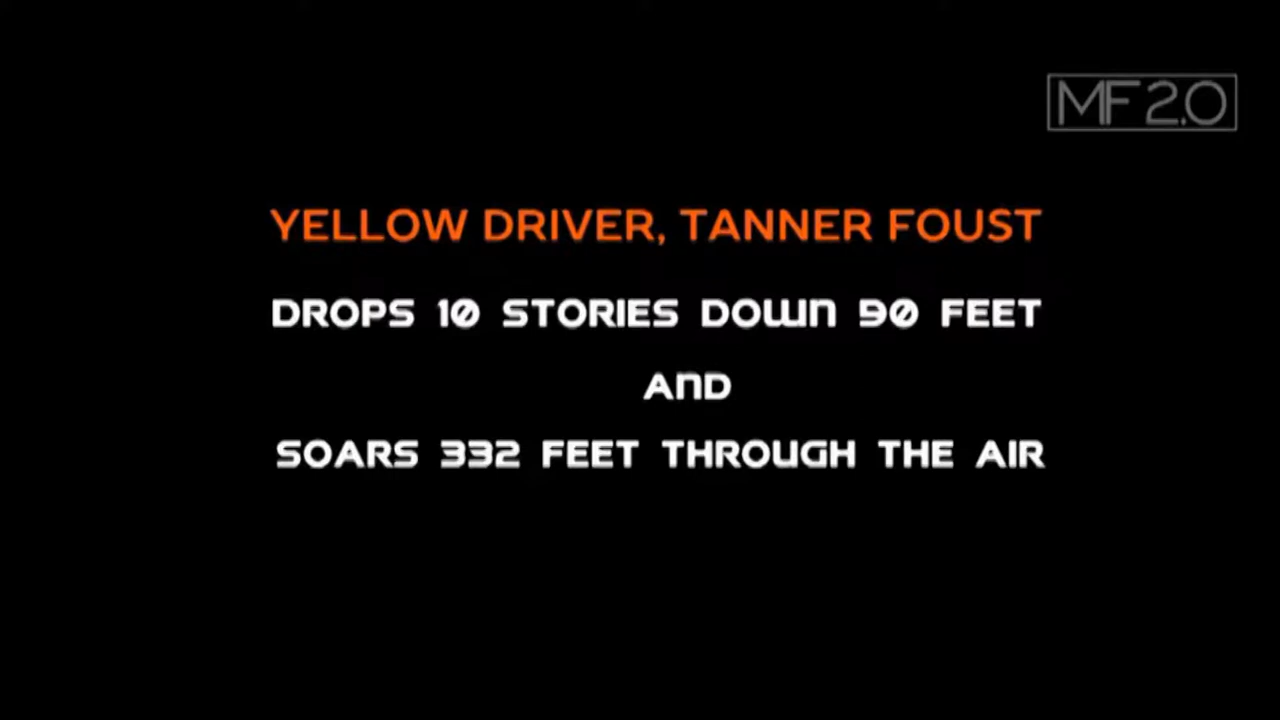 MF 2.0
YELLOW DRIVER, TANNER FOUST
DROPS 10 STORIES DOWN 90 FEET
AND
SOARS 332 FEET THROUGH THE AIR